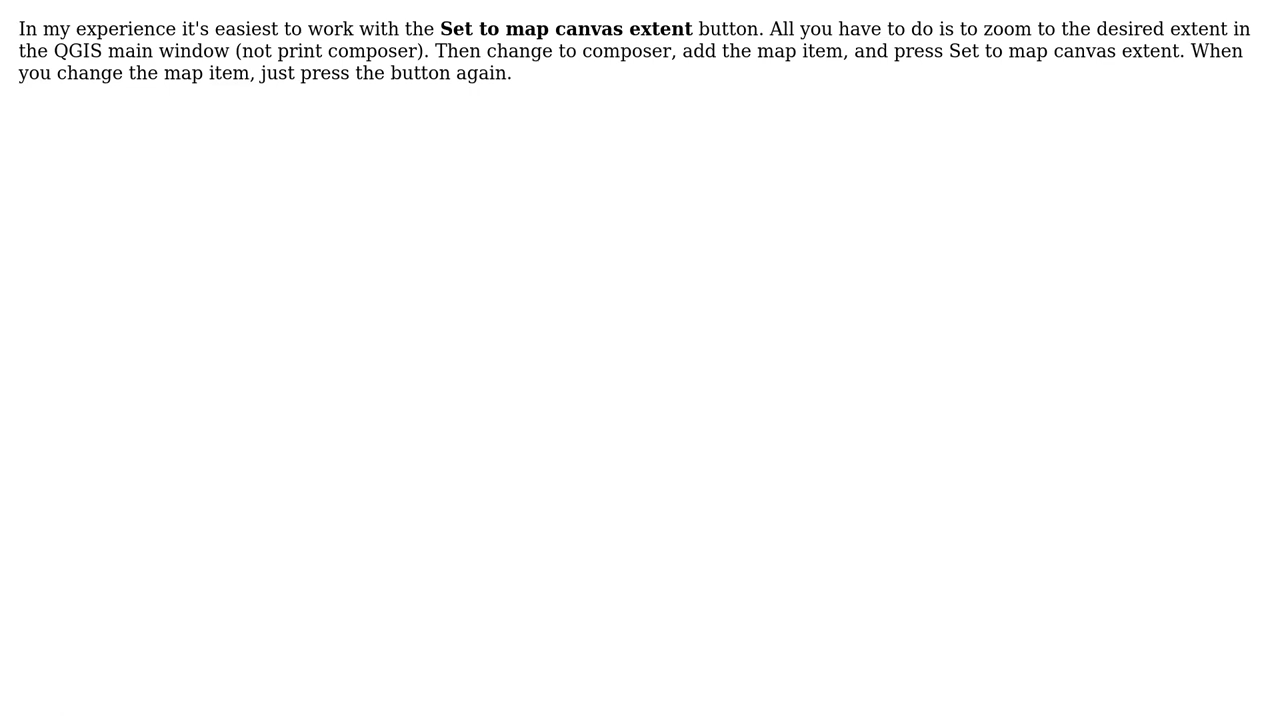 In my experience it's easiest to work with the Set to map canvas extent button. All you have to do is to zoom to the desired extent in
the QGIS main window (not print composer). Then change to composer, add the map item, and press Set to map canvas extent. When
you change the map item, just press the button again.